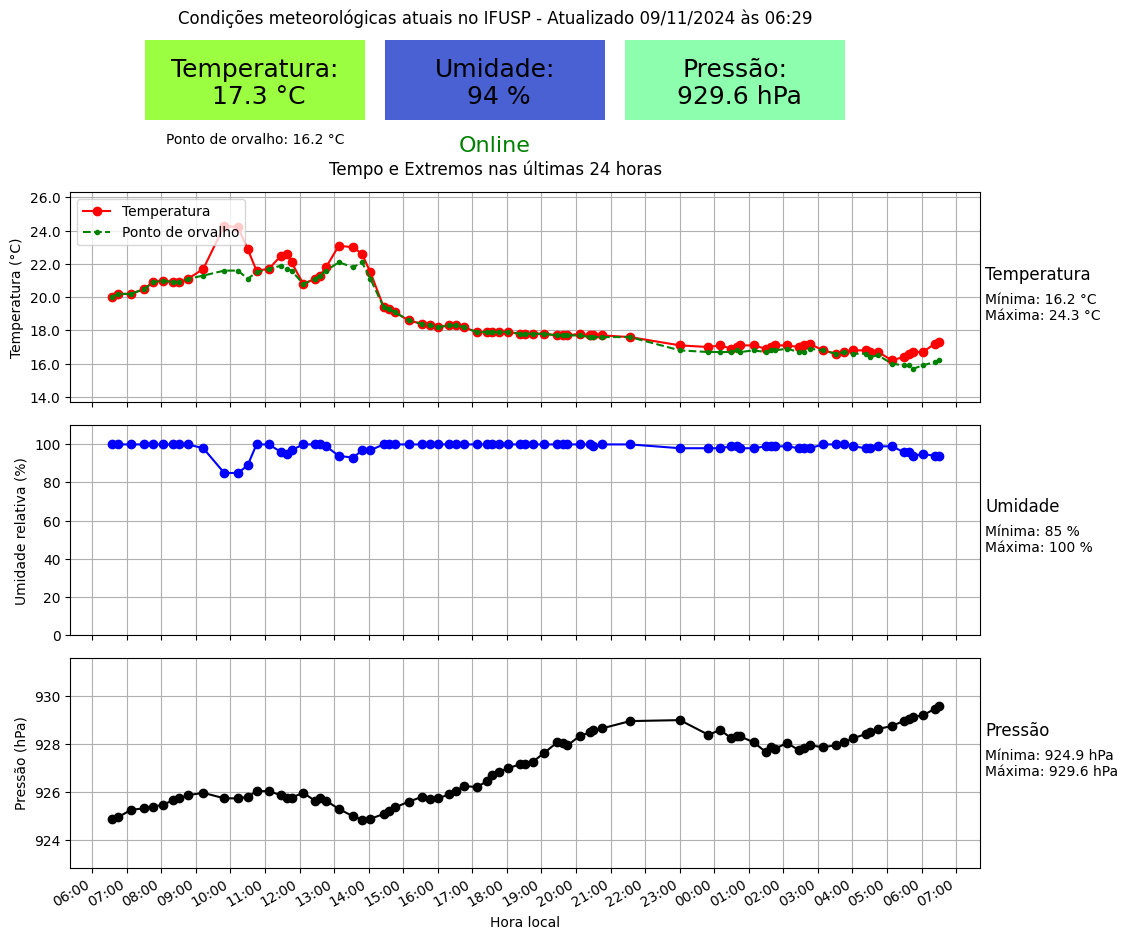 Condições meteorológicas atuais no IFUSP - Atualizado 09/11/2024 às 06:29
Temperatura:
17.3 °C
Umidade:
94 %
Pressão:
929.6 hPa
Ponto de orvalho: 16.2 °C
Online
Tempo e Extremos nas últimas 24 horas
Temperatura (°C)
26.0
24.0
22.0
20.0
18.0
16.0
14.0
Temperatura
Ponto de orvalho
Temperatura
Mínima: 16.2 °C
Máxima: 24.3 °C
Umidade relativa (%)
100
80
60
40
20
0
Umidade
Mínima: 85 %
Máxima: 100 %
Pressão (hPa)
930
928
926
924
Pressão
Mínima: 924.9 hPa
Máxima: 929.6 hPa
06:00 07:00 08:00 09:00 10:00 11:00 12:00 13:00 14:00 15:00 16:00 17:00 18:00 19:00 20:00 21:00 22:00 23:00 00:00 01:00 02:00 03:00 04:00 05:00 06:00 07:00
Hora local